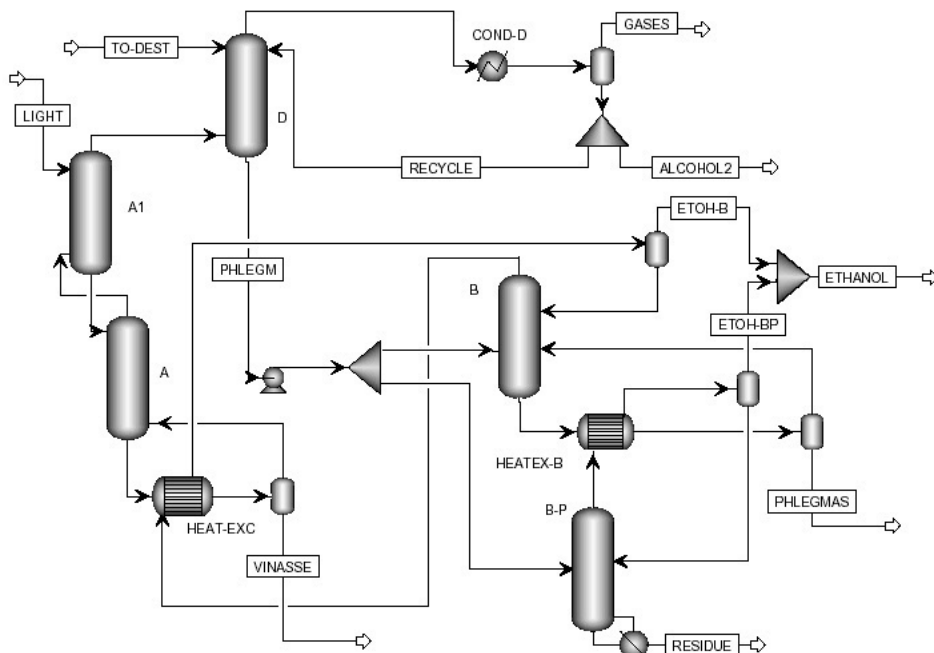 GASES
COND-D
TO-DEST
LIGHT
D
RECYCLE
ALCOHOL2
A1
ETOH-B
PHLEGM
B
ETHANOL
ETOH-BP
A
HEATEX-B
PHLEGMAS
B-P
HEAT-EXC
VINASSE
RESIDUE